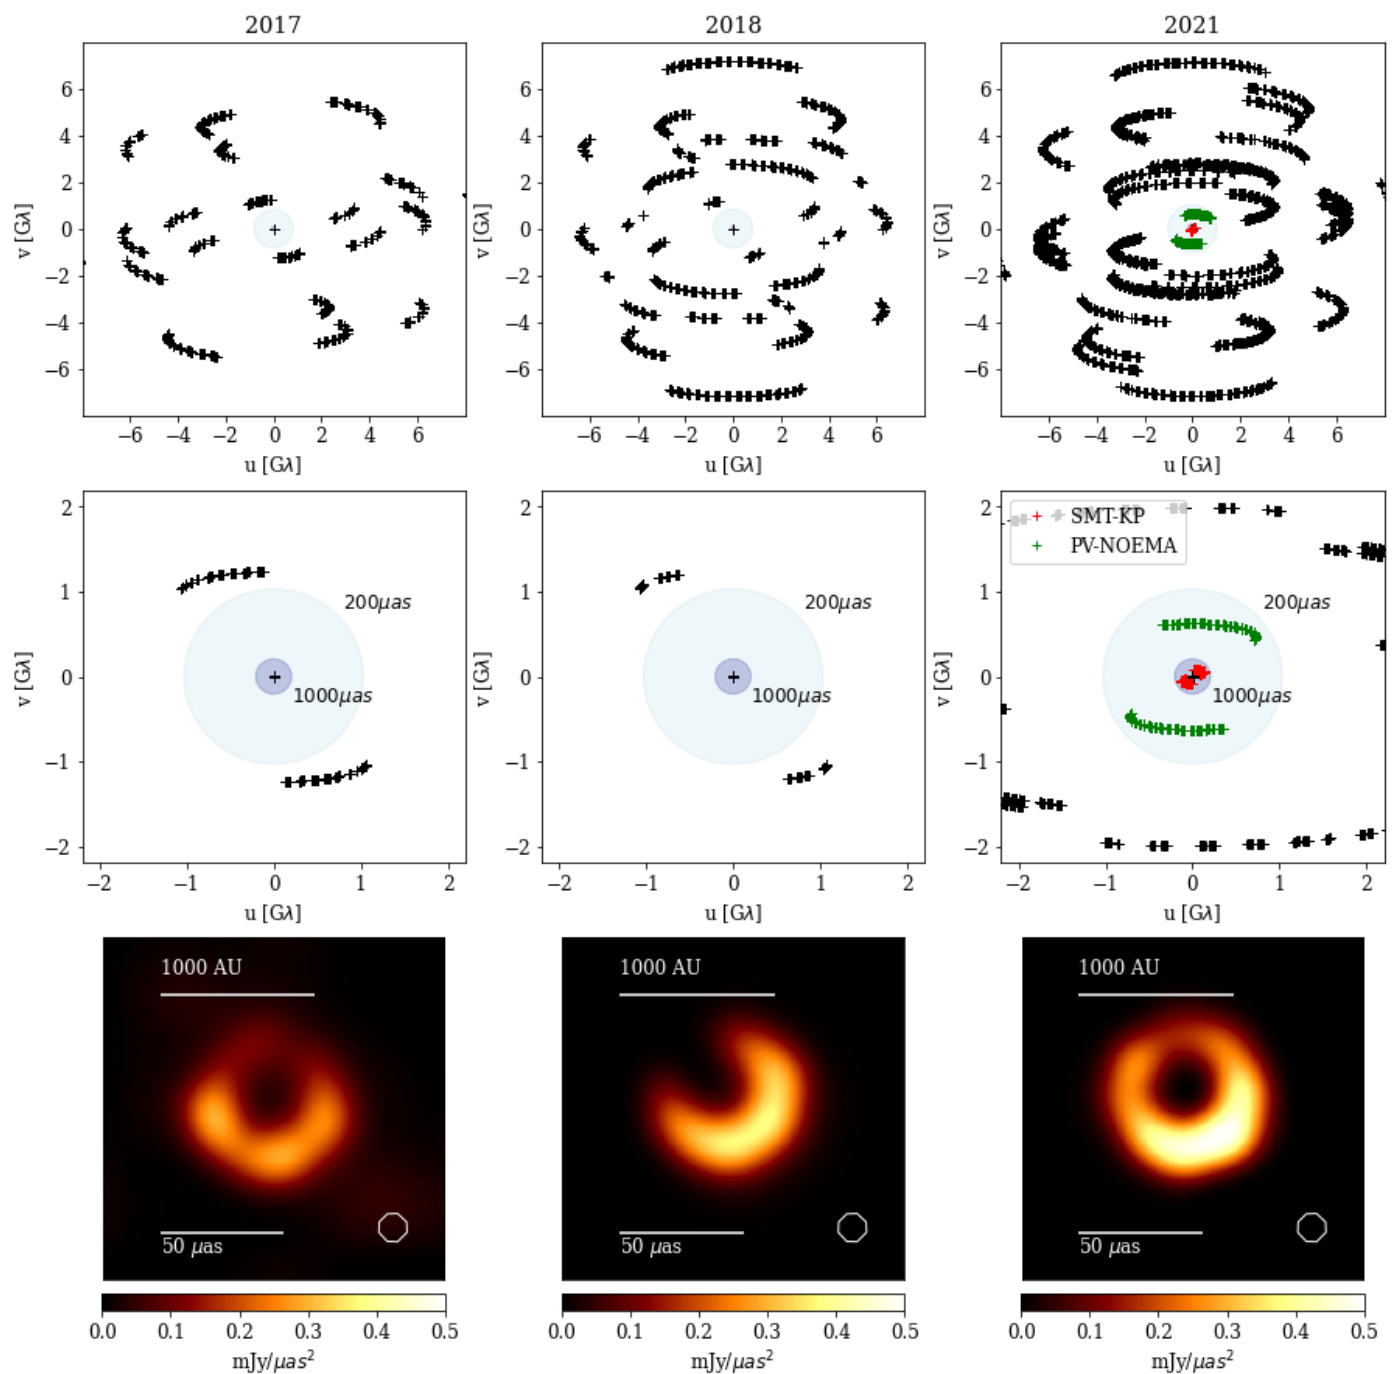 2017 2018 2021
6 6 6
4 4 4
2 2 2
0 0 0
−2 −2 −2
−4 −4 −4
−6 −6 −6
v [Gλ] v [Gλ] v [Gλ]
−6 −4 −2 0 2 4 6 −6 −4 −2 0 2 4 6 −6 −4 −2 0 2 4 6
u [Gλ] u [Gλ] u [Gλ]
2 2 2
SMT-KP
PV-NOEMA
1 1 1
200μas 200μas 200μas
0 0 0
1000μas 1000μas 1000μas
−1 −1 −1
−2 −2 −2
v [Gλ] v [Gλ] v [Gλ]
−2 −1 0 1 2 −2 −1 0 1 2 −2 −1 0 1 2
u [Gλ] u [Gλ] u [Gλ]
1000 AU 1000 AU 1000 AU
50 μas 50 μas 50 μas
0.0 0.1 0.2 0.3 0.4 0.5 0.0 0.1 0.2 0.3 0.4 0.5 0.0 0.1 0.2 0.3 0.4 0.5
mJy/μas² mJy/μas² mJy/μas²